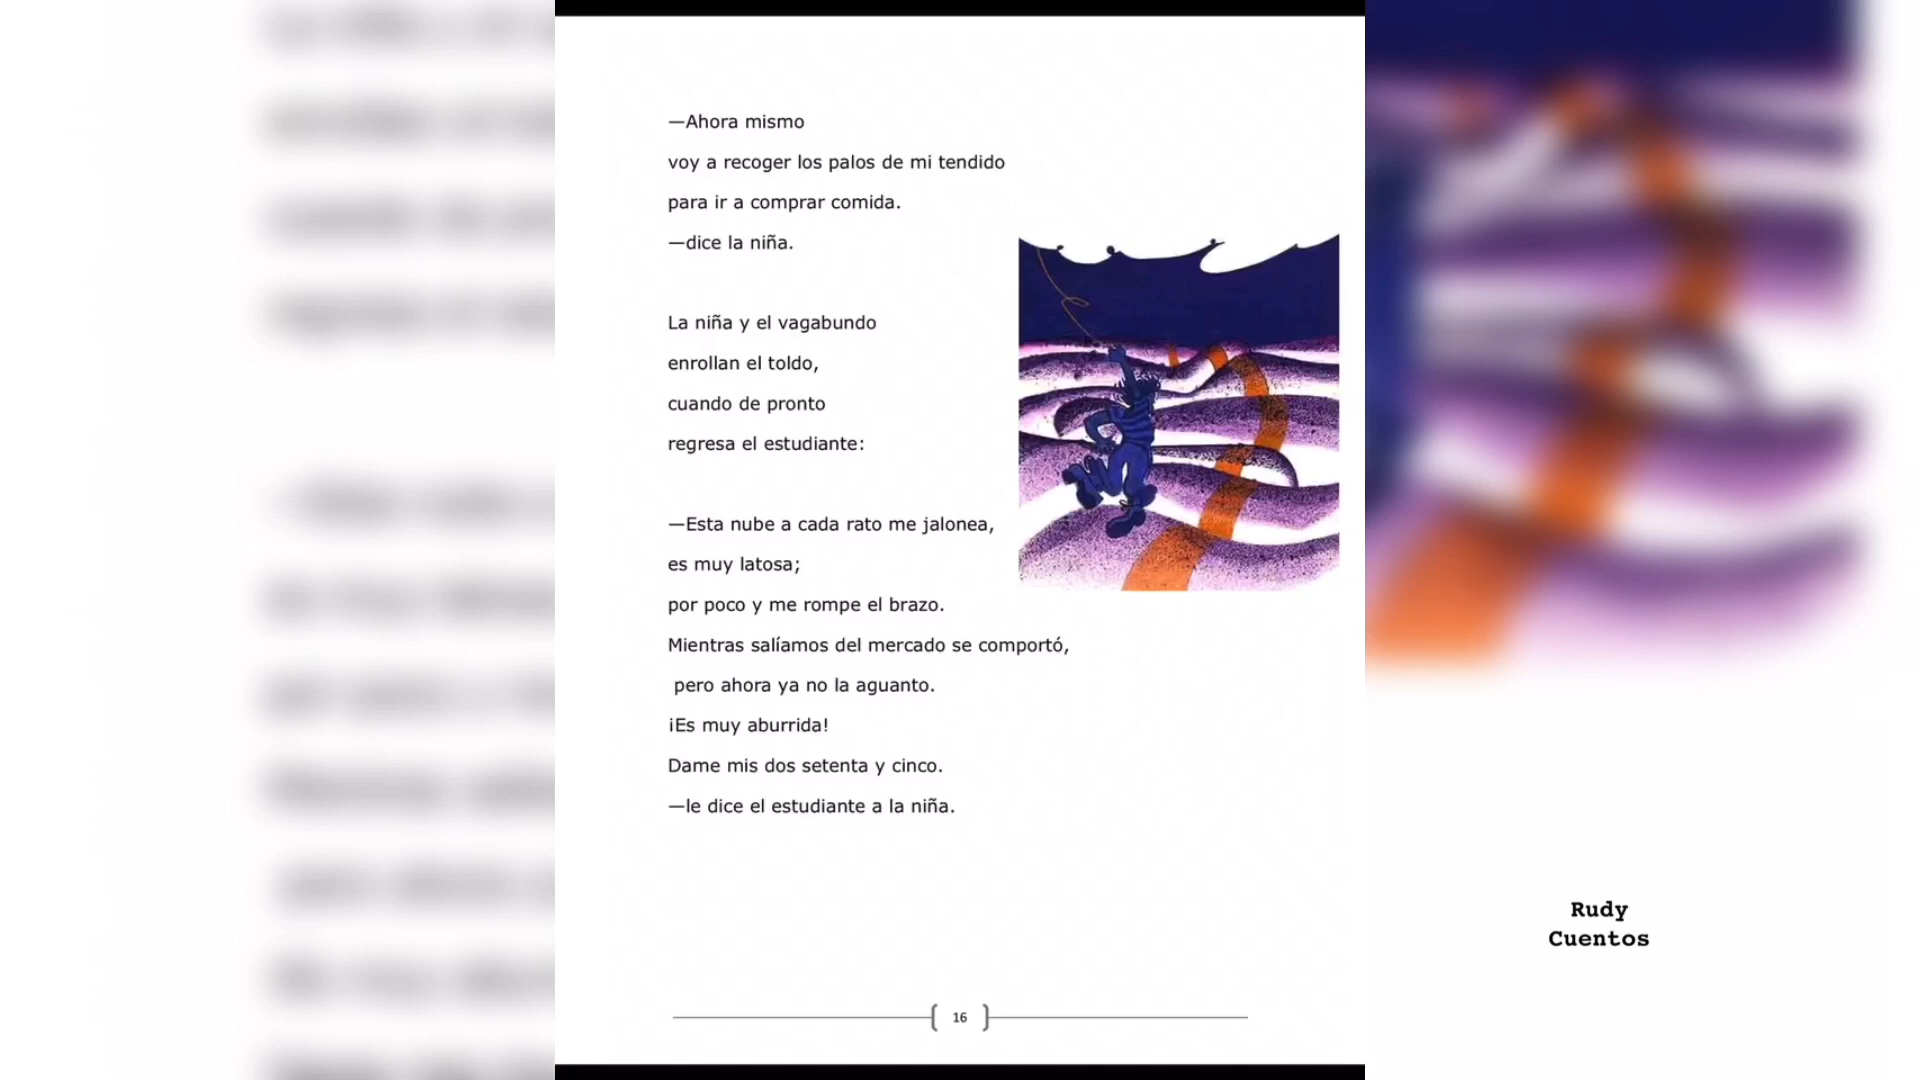 —Ahora mismo
voy a recoger los palos de mi tendido
para ir a comprar comida.
—dice la niña.
La niña y el vagabundo
enrollan el toldo,
cuando de pronto
regresa el estudiante:
—Esta nube a cada rato me jalonea,
es muy latosa;
por poco y me rompe el brazo.
Mientras salíamos del mercado se comportó,
pero ahora ya no la aguanto.
¡Es muy aburrida!
Dame mis dos setenta y cinco.
—le dice el estudiante a la niña.
16
Rudy
Cuentos